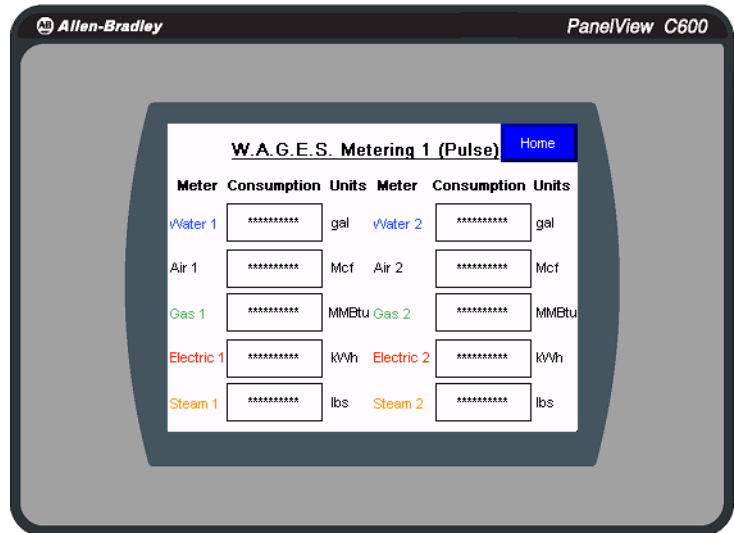 AB Allen-Bradley PanelView C600
W.A.G.E.S. Metering 1 (Pulse) Home
Meter Consumption Units Meter Consumption Units
Water 1 ********** gal Water 2 ********** gal
Air 1 ********** Mcf Air 2 ********** Mcf
Gas 1 ********** MMBtu Gas 2 ********** MMBtu
Electric 1 ********** kWh Electric 2 ********** kWh
Steam 1 ********** lbs Steam 2 ********** lbs